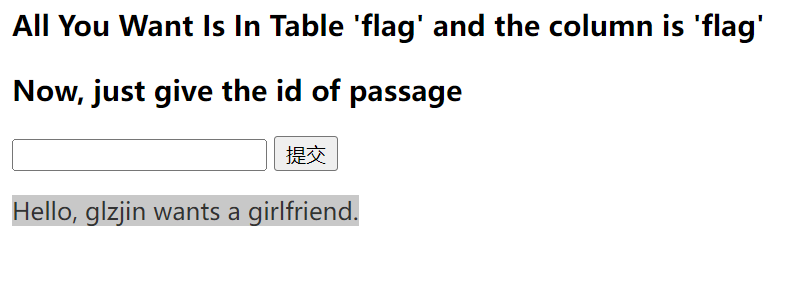 All You Want Is In Table 'flag' and the column is 'flag'
Now, just give the id of passage
提交
Hello, glzjin wants a girlfriend.